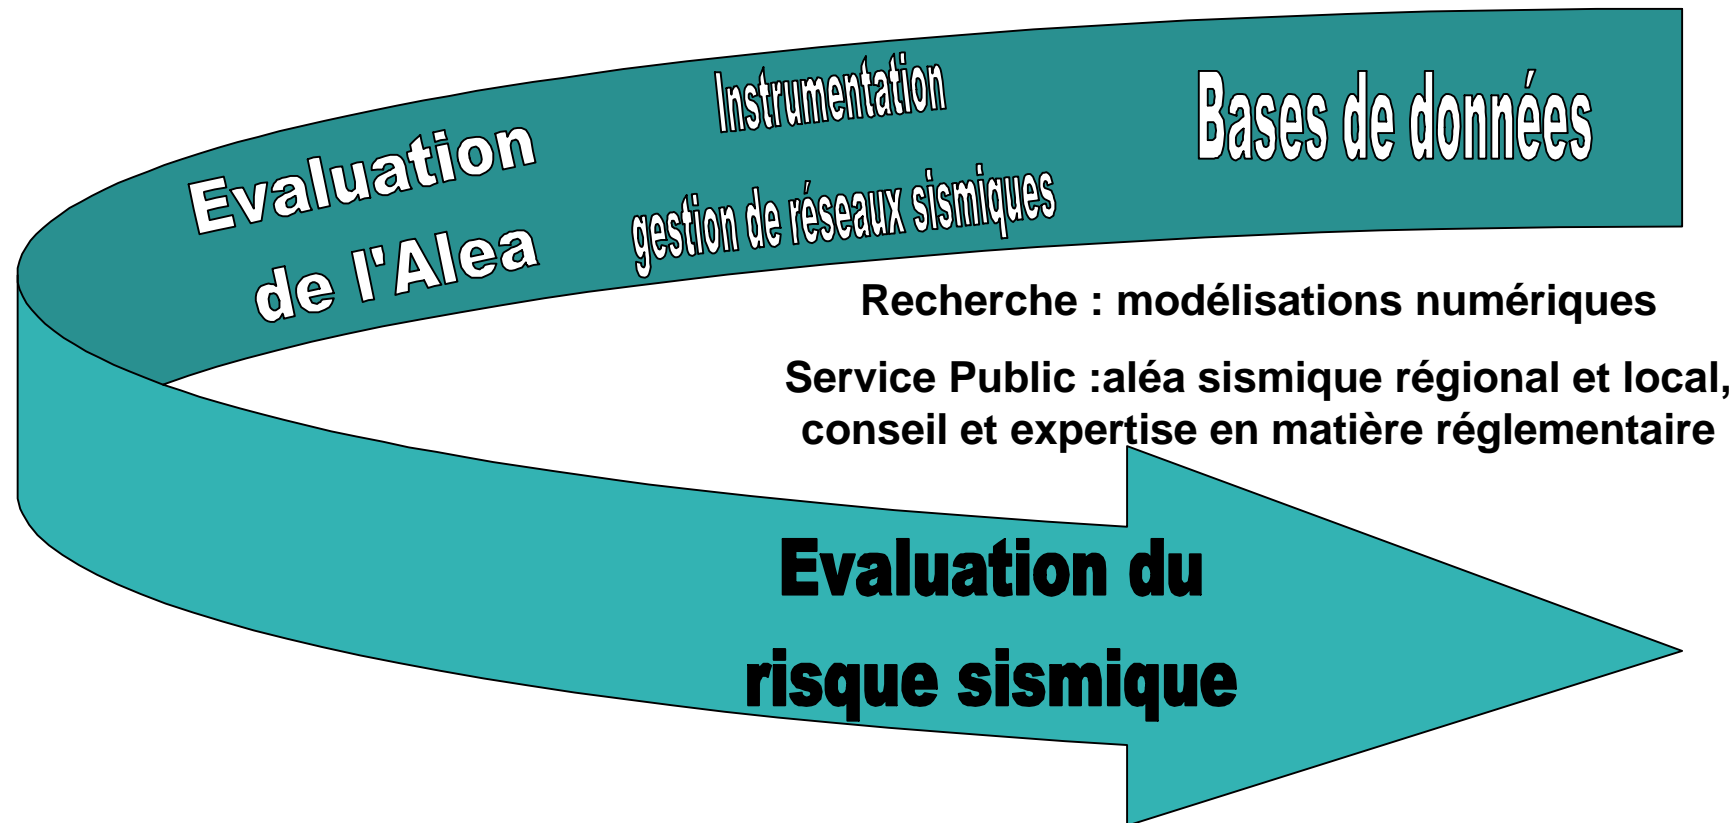 Instrumentation
gestion de réseaux sismiques
Bases de données
Evaluation
de l'Alea
Recherche : modélisations numériques
Service Public :aléa sismique régional et local,
conseil et expertise en matière réglementaire
Evaluation du
risque sismique